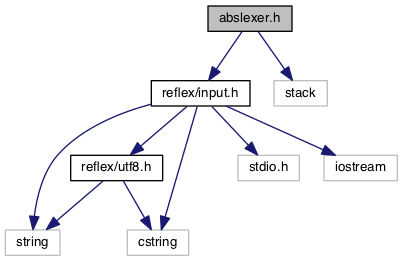 abslexer.h
reflex/input.h
stack
reflex/utf8.h
stdio.h
iostream
string
cstring